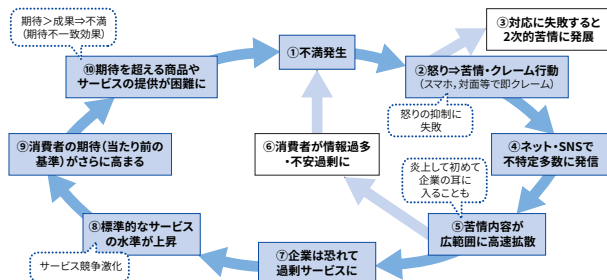 期待＞成果⇒不満
（期待不一致効果）
①不満発生
③対応に失敗すると
2次的苦情に発展
⑩期待を超える商品や
サービスの提供が困難に
②怒り⇒苦情・クレーム行動
（スマホ，対面等で即クレーム）
怒りの抑制に
失敗
⑨消費者の期待（当たり前の
基準）がさらに高まる
⑥消費者が情報過多
・不安過剰に
④ネット・SNSで
不特定多数に発信
炎上して初めて
企業の耳に
入ることも
⑧標準的なサービス
の水準が上昇
⑤苦情内容が
広範囲に高速拡散
サービス競争激化
⑦企業は恐れて
過剰サービスに